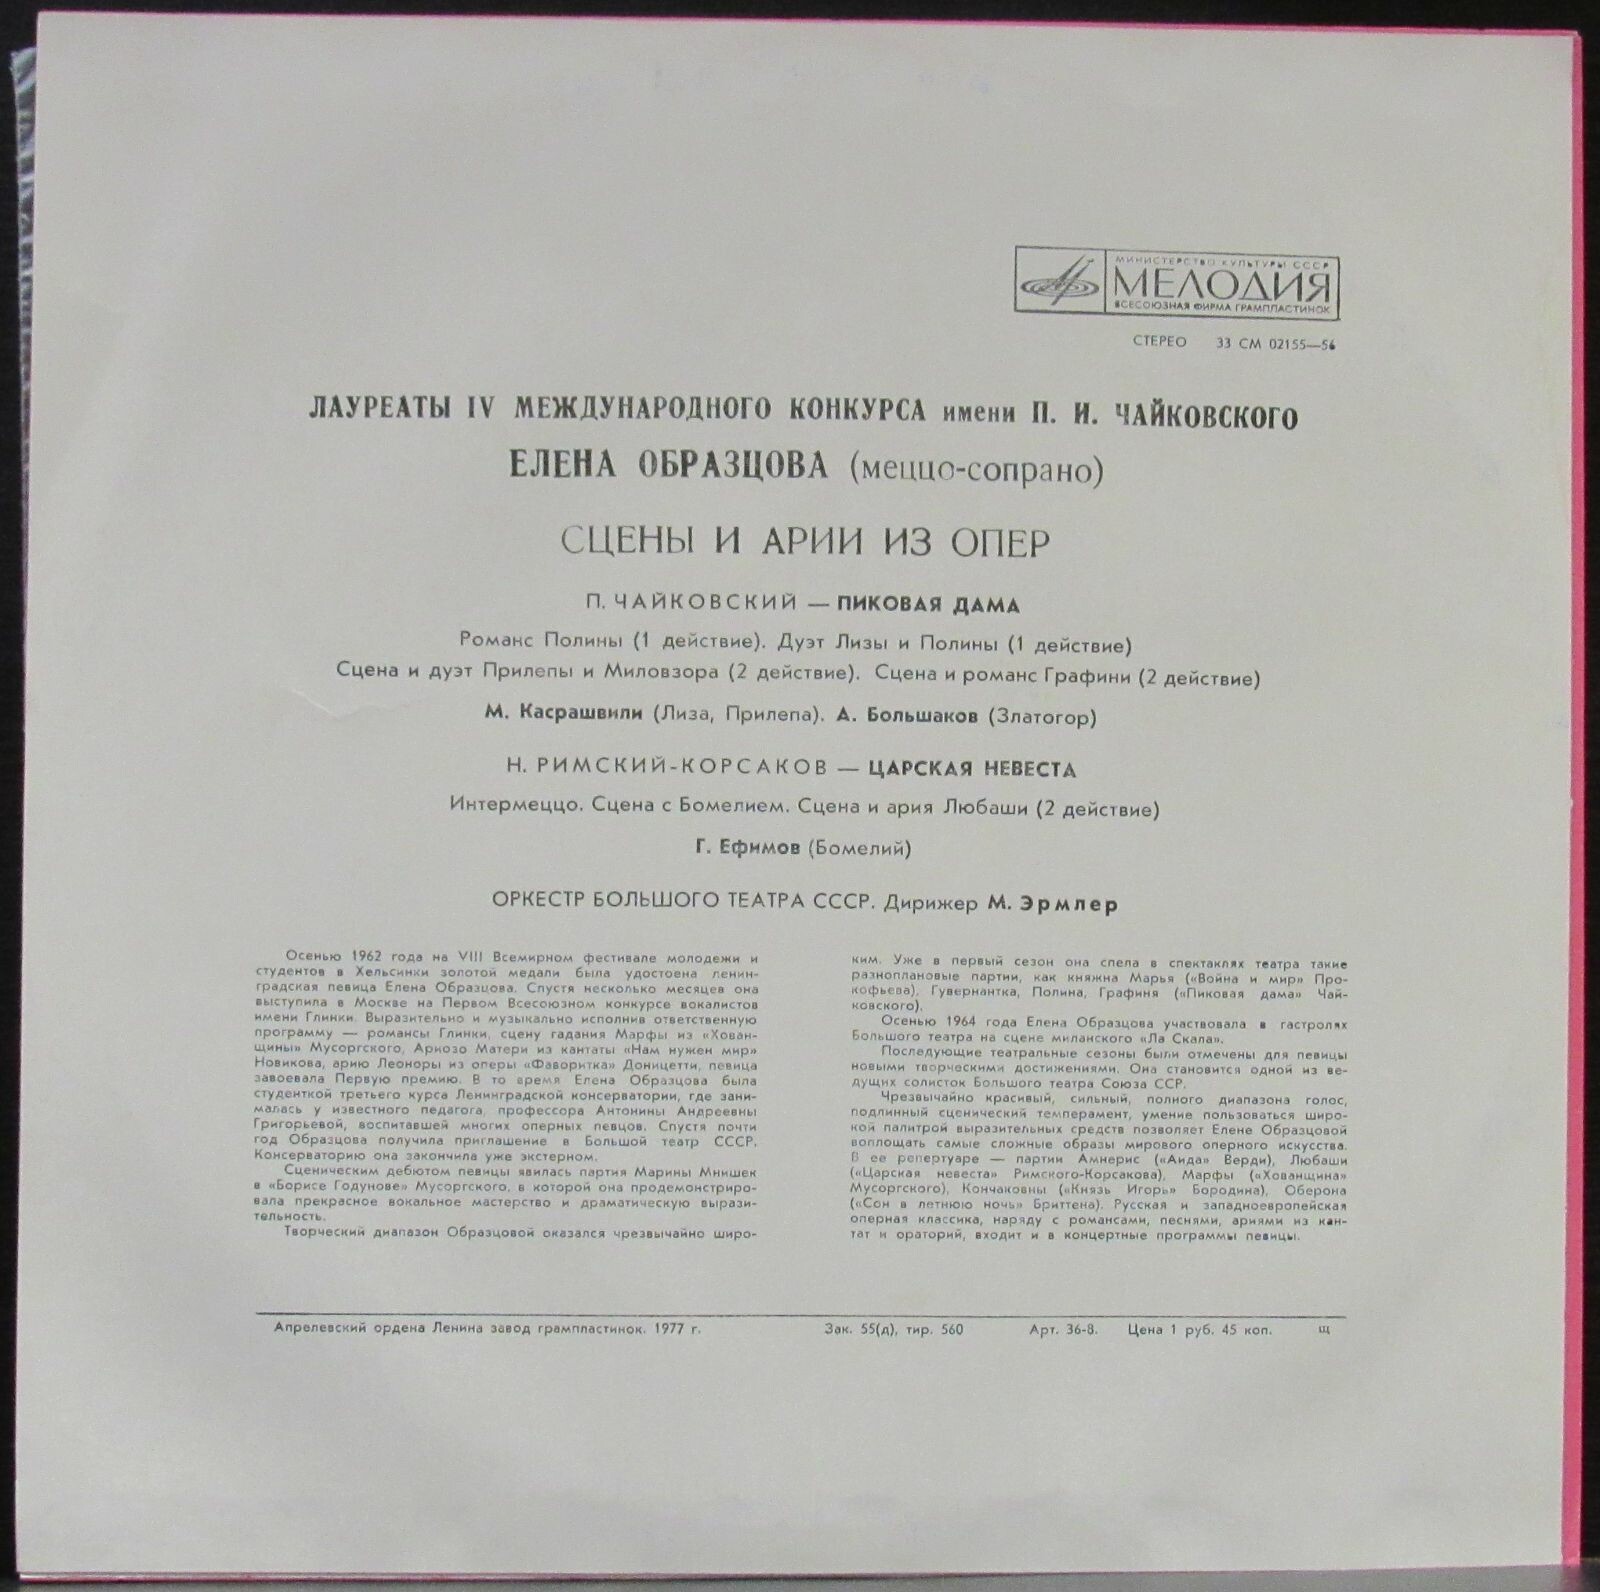 МИНИСТЕРСТВО КУЛЬТУРЫ СССР
МЕЛОДИЯ
ВСЕСОЮЗНАЯ ФИРМА ГРАМПЛАСТИНОК
СТЕРЕО 33 СМ 02155—56
ЛАУРЕАТЫ IV МЕЖДУНАРОДНОГО КОНКУРСА имени П. И. ЧАЙКОВСКОГО
ЕЛЕНА ОБРАЗЦОВА (меццо-сопрано)
СЦЕНЫ И АРИИ ИЗ ОПЕР
П. ЧАЙКОВСКИЙ — ПИКОВАЯ ДАМА
Романс Полины (1 действие). Дуэт Лизы и Полины (1 действие)
Сцена и дуэт Прилепы и Миловзора (2 действие). Сцена и романс Графини (2 действие)
М. Касрашвили (Лиза, Прилепа). А. Большаков (Златогор)
Н. РИМСКИЙ-КОРСАКОВ — ЦАРСКАЯ НЕВЕСТА
Интермеццо. Сцена с Бомелием. Сцена и ария Любаши (2 действие)
Г. Ефимов (Бомелий)
ОРКЕСТР БОЛЬШОГО ТЕАТРА СССР. Дирижер М. Эрмлер
Осенью 1962 года на VIII Всемирном фестивале молодежи и
студентов в Хельсинки золотой медали была удостоена ленин-
градская певица Елена Образцова. Спустя несколько месяцев она
выступила в Москве на Первом Всесоюзном конкурсе вокалистов
имени Глинки. Выразительно и музыкально исполнив ответственную
программу — романсы Глинки, сцену гадания Марфы из «Хован-
щины» Мусоргского, Ариозо Матери из кантаты «Нам нужен мир»
Новикова, арию Леоноры из оперы «Фаворитка» Доницетти, певица
завоевала Первую премию. В то время Елена Образцова была
студенткой третьего курса Ленинградской консерватории, где зани-
малась у известного педагога, профессора Антонины Андреевны
Григорьевой, воспитавшей многих оперных певцов. Спустя почти
год Образцова получила приглашение в Большой театр СССР.
Консерваторию она закончила уже экстерном.
Сценическим дебютом певицы явилась партия Марины Мнишек
в «Борисе Годунове» Мусоргского, в которой она продемонстриро-
вала прекрасное вокальное мастерство и драматическую вырази-
тельность.
Творческий диапазон Образцовой оказался чрезвычайно широ-
ким. Уже в первый сезон она спела в спектаклях театра такие
разноплановые партии, как княжна Марья («Война и мир» Про-
кофьева), Гувернантка, Полина, Графиня («Пиковая дама» Чай-
ковского).
Осенью 1964 года Елена Образцова участвовала в гастролях
Большого театра на сцене миланского «Ла Скала».
Последующие театральные сезоны были отмечены для певицы
новыми творческими достижениями. Она становится одной из ве-
дущих солисток Большого театра Союза ССР.
Чрезвычайно красивый, сильный, полного диапазона голос,
подлинный сценический темперамент, умение пользоваться широ-
кой палитрой выразительных средств позволяет Елене Образцовой
воплощать самые сложные образы мирового оперного искусства.
В ее репертуаре — партии Амнерис («Аида» Верди), Любаши
(«Царская невеста» Римского-Корсакова), Марфы («Хованщина»
Мусоргского), Кончаковны («Князь Игорь» Бородина), Оберона
(«Сон в летнюю ночь» Бриттена). Русская и западноевропейская
оперная классика, наряду с романсами, песнями, ариями из кан-
тат и ораторий, входит и в концертные программы певицы.
Апрелевский ордена Ленина завод грампластинок. 1977 г. Зак. 55(д), тир. 560 Арт. 36-8. Цена 1 руб. 45 коп. щ